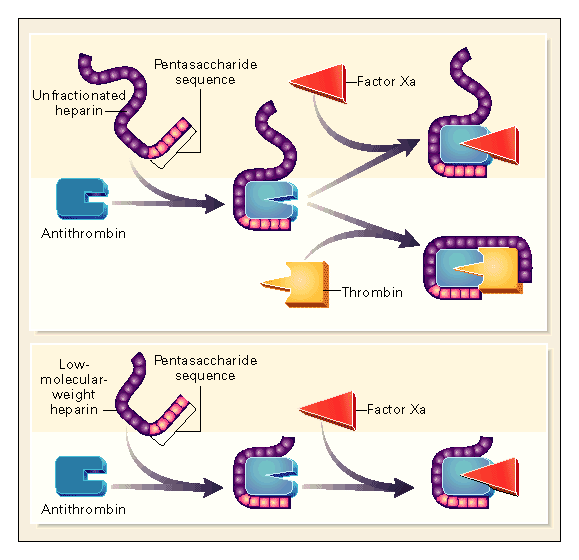 Pentasaccharide
sequence
Unfractionated
heparin
Factor Xa
Antithrombin
Thrombin
Low-
molecular-
weight
heparin
Pentasaccharide
sequence
Factor Xa
Antithrombin